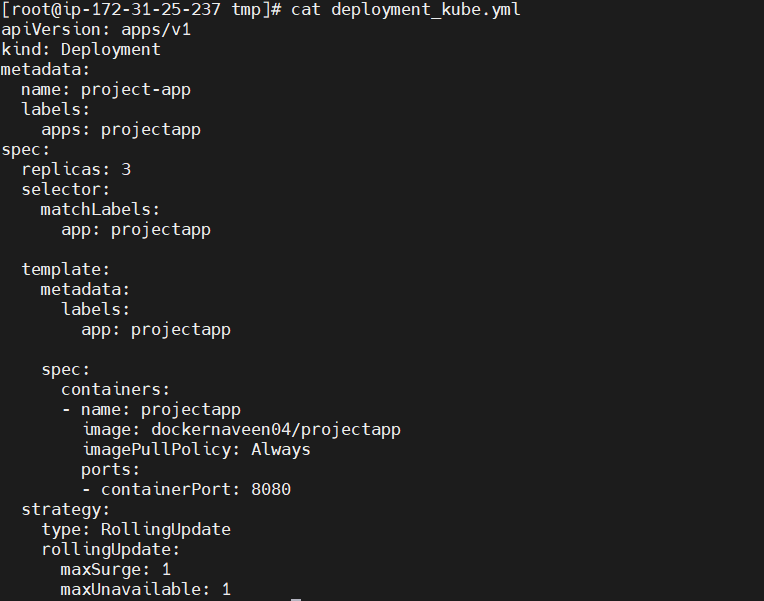 [root@ip-172-31-25-237 tmp]# cat deployment_kube.yml
apiVersion: apps/v1
kind: Deployment
metadata:
  name: project-app
  labels:
    apps: projectapp
spec:
  replicas: 3
  selector:
    matchLabels:
      app: projectapp

  template:
    metadata:
      labels:
        app: projectapp

    spec:
      containers:
      - name: projectapp
        image: dockernaveen04/projectapp
        imagePullPolicy: Always
        ports:
        - containerPort: 8080
  strategy:
    type: RollingUpdate
    rollingUpdate:
      maxSurge: 1
      maxUnavailable: 1